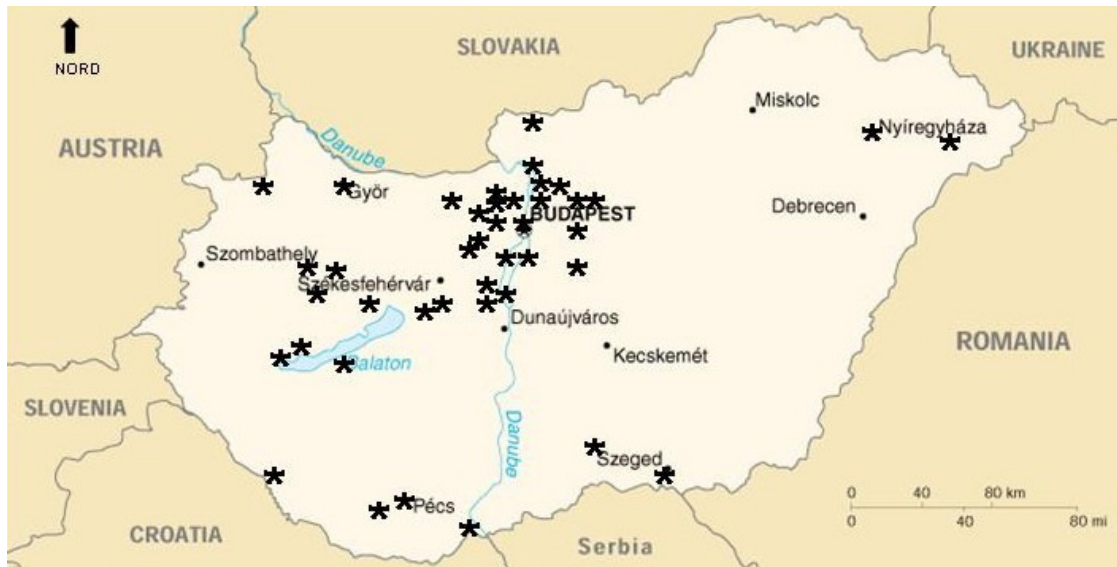 NORD
SLOVAKIA
UKRAINE
Miskolc
Nyíregyháza
AUSTRIA
Danube
Györ
Debrecen
BUDAPEST
Szombathely
Székesfehérvár
Dunaújváros
Kecskemét
ROMANIA
Balaton
SLOVENIA
Danube
Szeged
Pécs
0 40 80 km
0 40 80 mi
CROATIA
Serbia